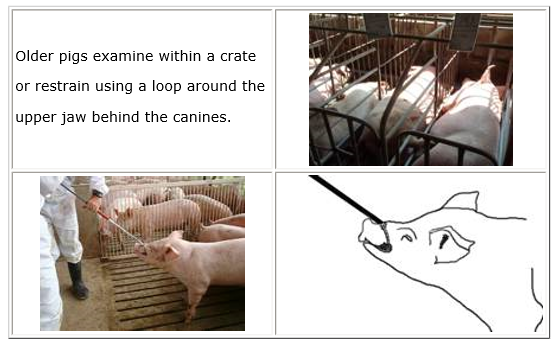 Older pigs examine within a crate
or restrain using a loop around the
upper jaw behind the canines.